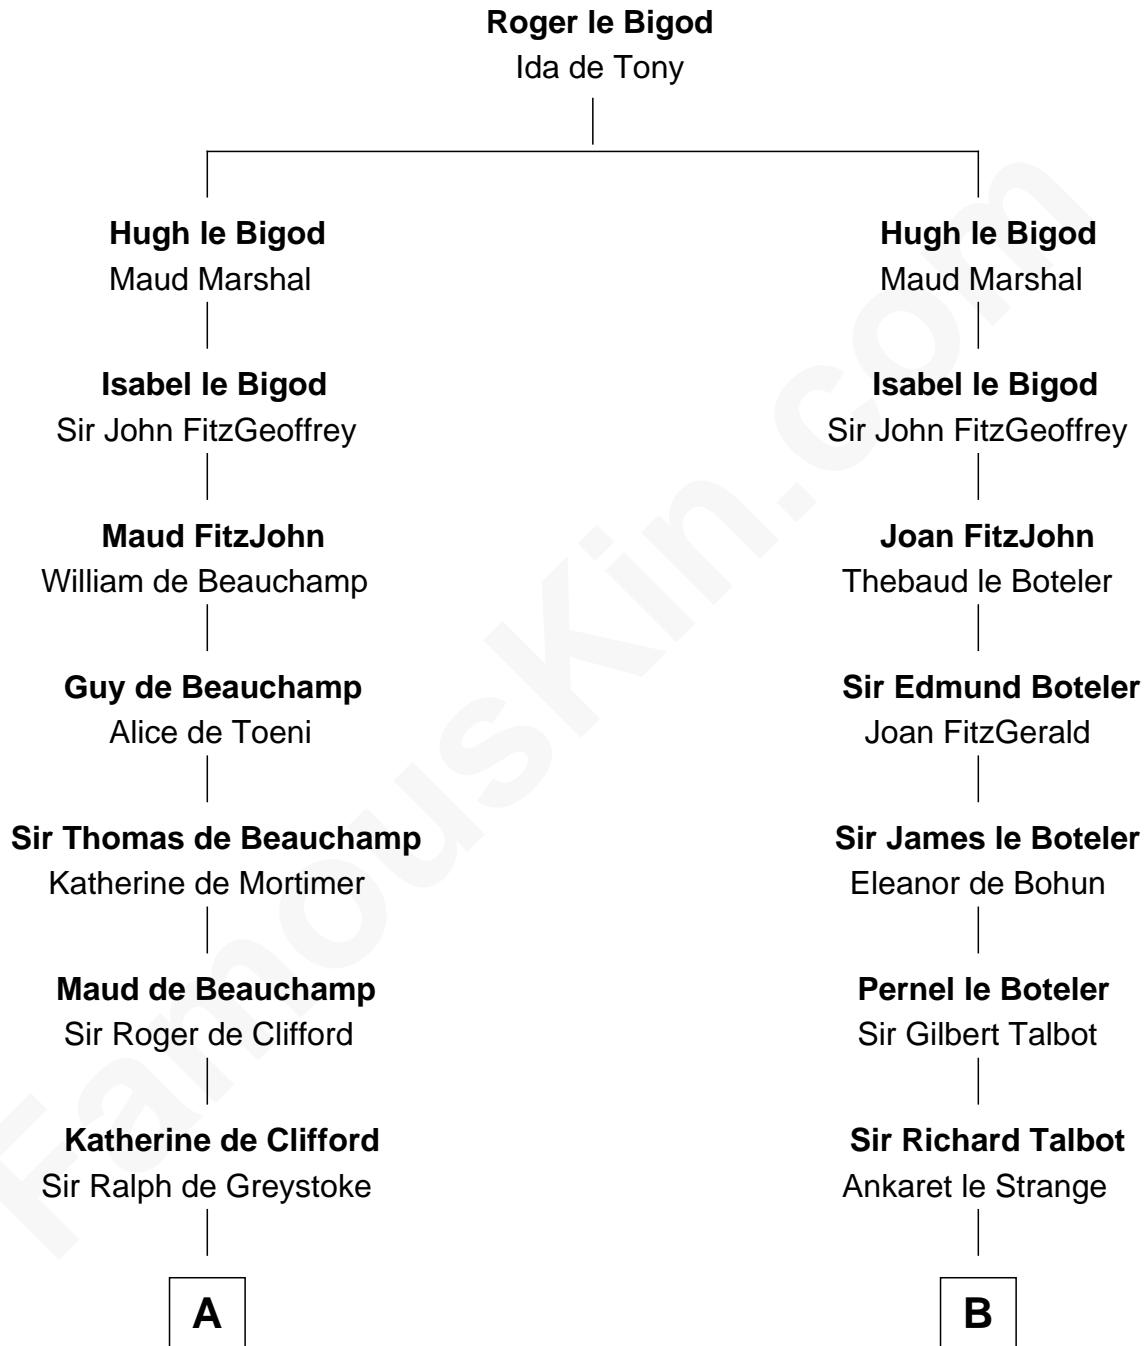 Roger le Bigod
Ida de Tony
Hugh le Bigod
Maud Marshal
Hugh le Bigod
Maud Marshal
Isabel le Bigod
Sir John FitzGeoffrey
Isabel le Bigod
Sir John FitzGeoffrey
Maud FitzJohn
William de Beauchamp
Joan FitzJohn
Thebaud le Boteler
Guy de Beauchamp
Alice de Toeni
Sir Edmund Boteler
Joan FitzGerald
Sir Thomas de Beauchamp
Katherine de Mortimer
Sir James le Boteler
Eleanor de Bohun
Maud de Beauchamp
Sir Roger de Clifford
Pernel le Boteler
Sir Gilbert Talbot
Katherine de Clifford
Sir Ralph de Greystoke
Sir Richard Talbot
Ankaret le Strange
A
B
FamousKin.com